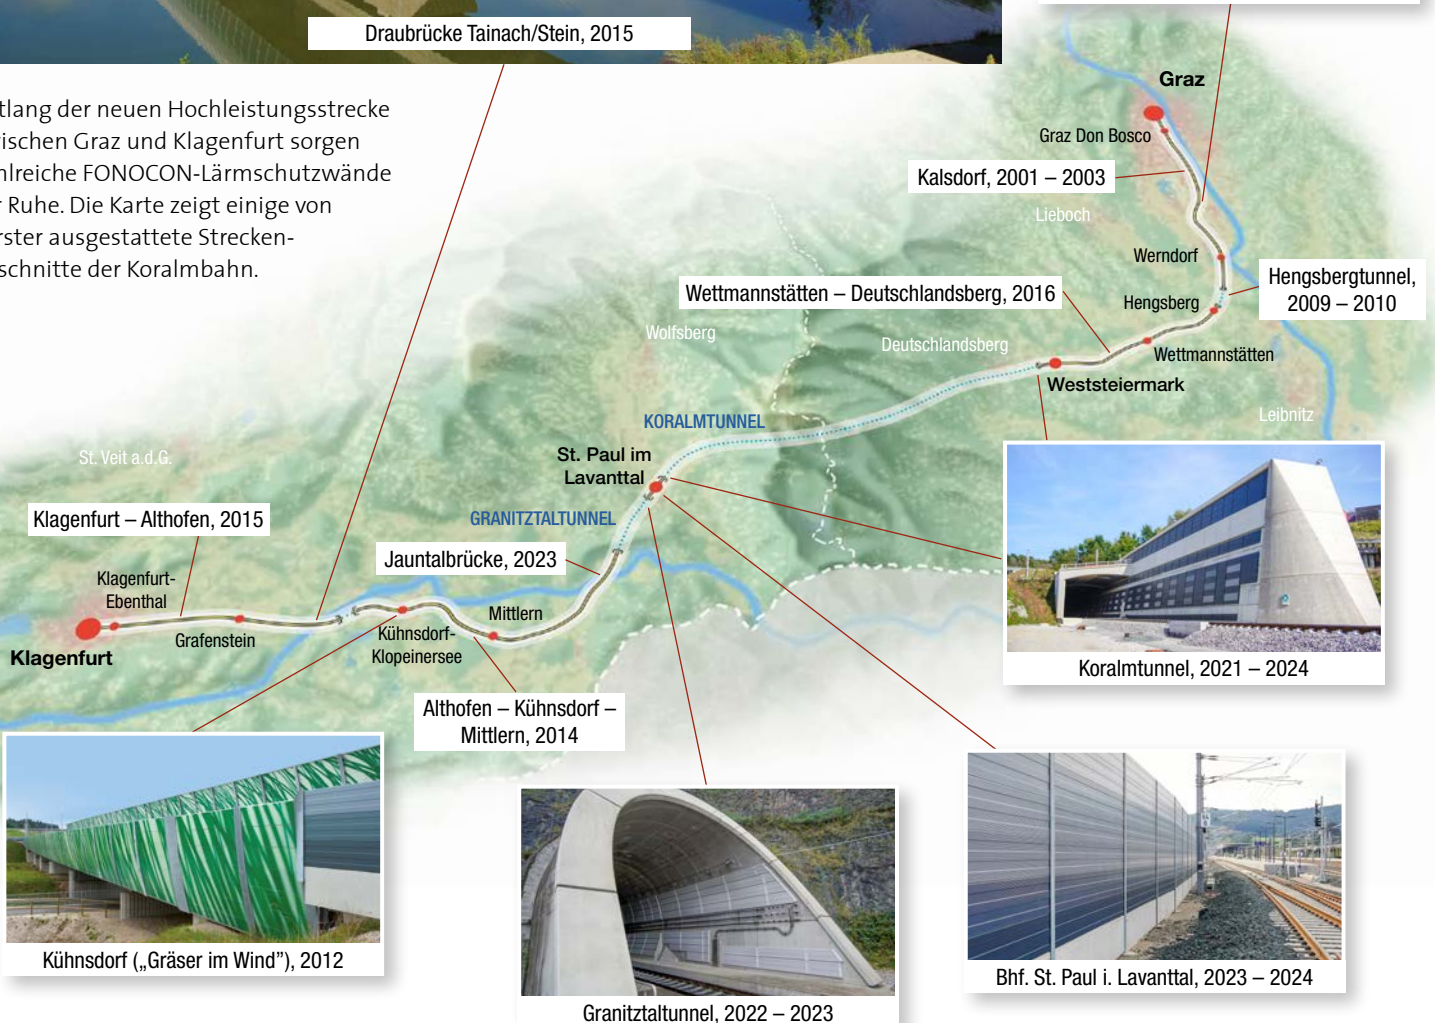 Draubrücke Tainach/Stein, 2015
tlang der neuen Hochleistungsstrecke
ischen Graz und Klagenfurt sorgen
hlreiche FONOCON-Lärmschutzwände
r Ruhe. Die Karte zeigt einige von
rster ausgestattete Strecken-
schnitte der Koralmbahn.
Graz
Graz Don Bosco
Kalsdorf, 2001 – 2003
Lieboch
Werndorf
Hengsbergtunnel,
2009 – 2010
Wettmannstätten – Deutschlandsberg, 2016
Hengsberg
Wolfsberg
Deutschlandsberg
Wettmannstätten
Weststeiermark
Leibnitz
KORALMTUNNEL
St. Veit a.d.G.
St. Paul im
Lavanttal
Klagenfurt – Althofen, 2015
GRANITZTALTUNNEL
Jauntalbrücke, 2023
Klagenfurt-
Ebenthal
Mittlern
Grafenstein
Kühnsdorf-
Klopeinersee
Klagenfurt
Koralmtunnel, 2021 – 2024
Althofen – Kühnsdorf –
Mittlern, 2014
Kühnsdorf („Gräser im Wind”), 2012
Bhf. St. Paul i. Lavanttal, 2023 – 2024
Granitztaltunnel, 2022 – 2023